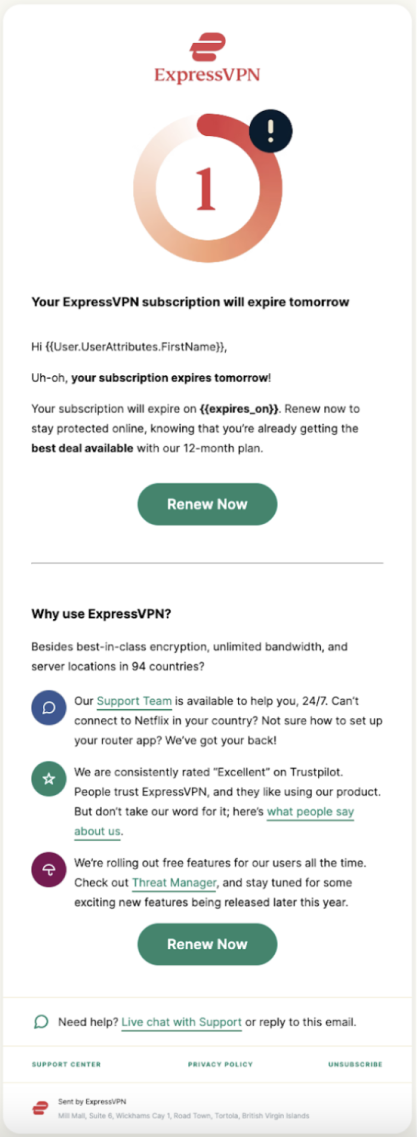 ExpressVPN
!
1
Your ExpressVPN subscription will expire tomorrow
Hi {{User.UserAttributes.FirstName}},
Uh-oh, your subscription expires tomorrow!
Your subscription will expire on {{expires_on}}. Renew now to
stay protected online, knowing that you're already getting the
best deal available with our 12-month plan.
Renew Now
Why use ExpressVPN?
Besides best-in-class encryption, unlimited bandwidth, and
server locations in 94 countries?
Our Support Team is available to help you, 24/7. Can't
connect to Netflix in your country? Not sure how to set up
your router app? We've got your back!
We are consistently rated “Excellent” on Trustpilot.
People trust ExpressVPN, and they like using our product.
But don't take our word for it; here's what people say
about us.
We're rolling out free features for our users all the time.
Check out Threat Manager, and stay tuned for some
exciting new features being released later this year.
Renew Now
Need help? Live chat with Support or reply to this email.
SUPPORT CENTER PRIVACY POLICY UNSUBSCRIBE
Sent by ExpressVPN
Mill Mall, Suite 6, Wickhams Cay 1, Road Town, Tortola, British Virgin Islands